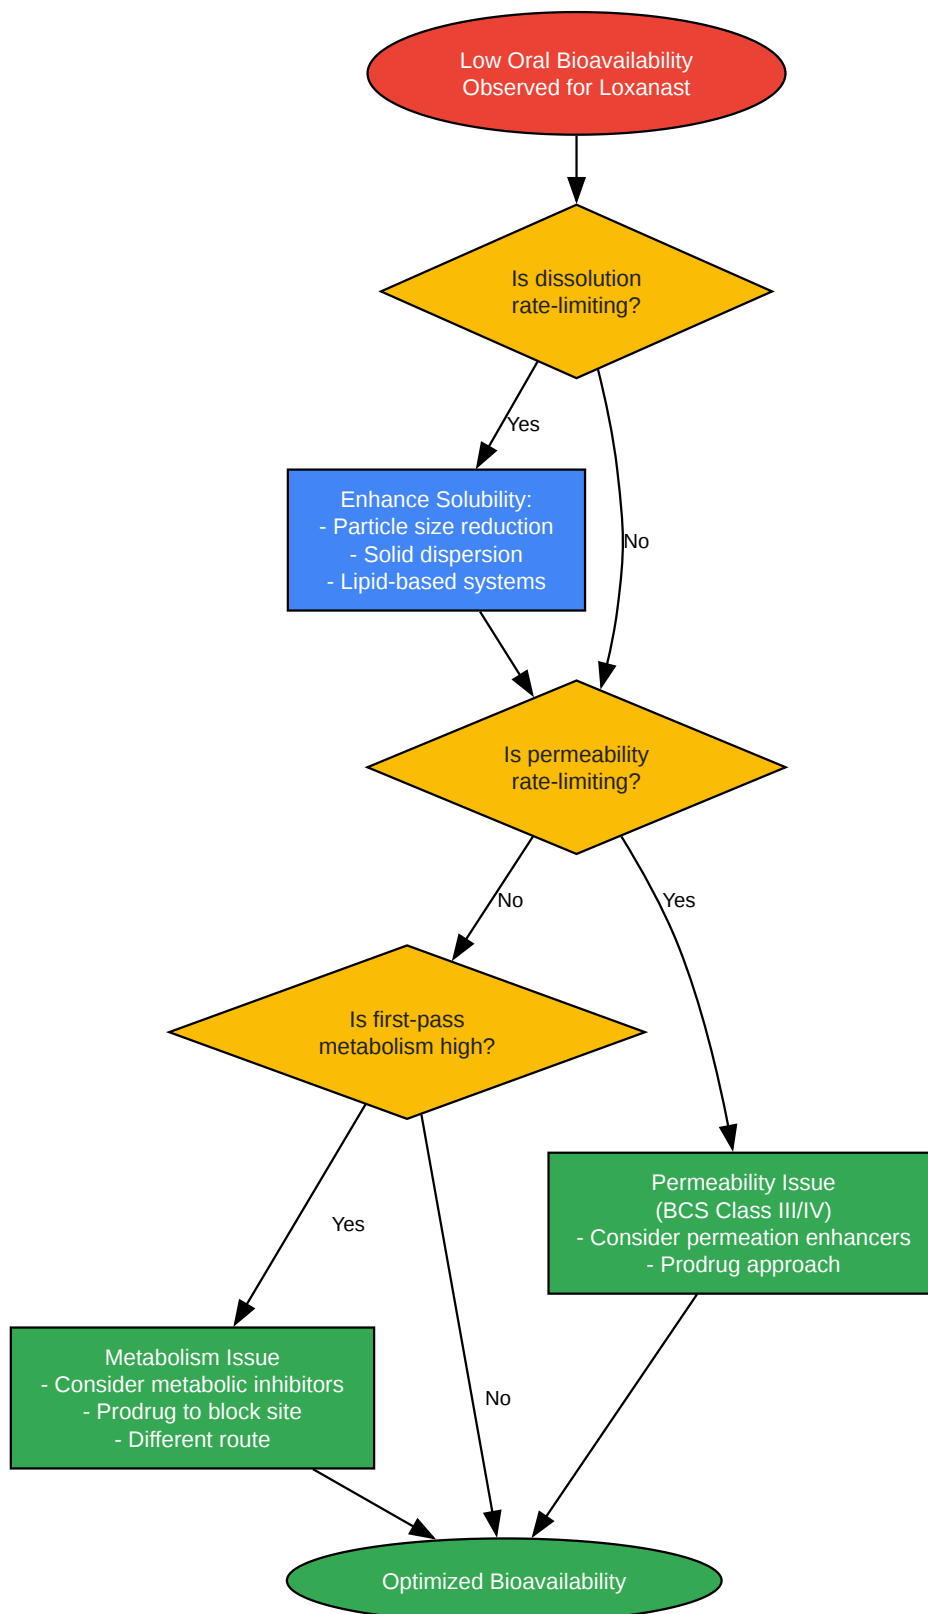 Low Oral Bioavailability
Observed for Loxanast
Is dissolution
rate-limiting?
Yes
Enhance Solubility:
- Particle size reduction
- Solid dispersion
- Lipid-based systems
No
Is permeability
rate-limiting?
No
Yes
Is first-pass
metabolism high?
Permeability Issue
(BCS Class III/IV)
- Consider permeation enhancers
- Prodrug approach
Yes
Metabolism Issue
- Consider metabolic inhibitors
- Prodrug to block site
- Different route
No
Optimized Bioavailability